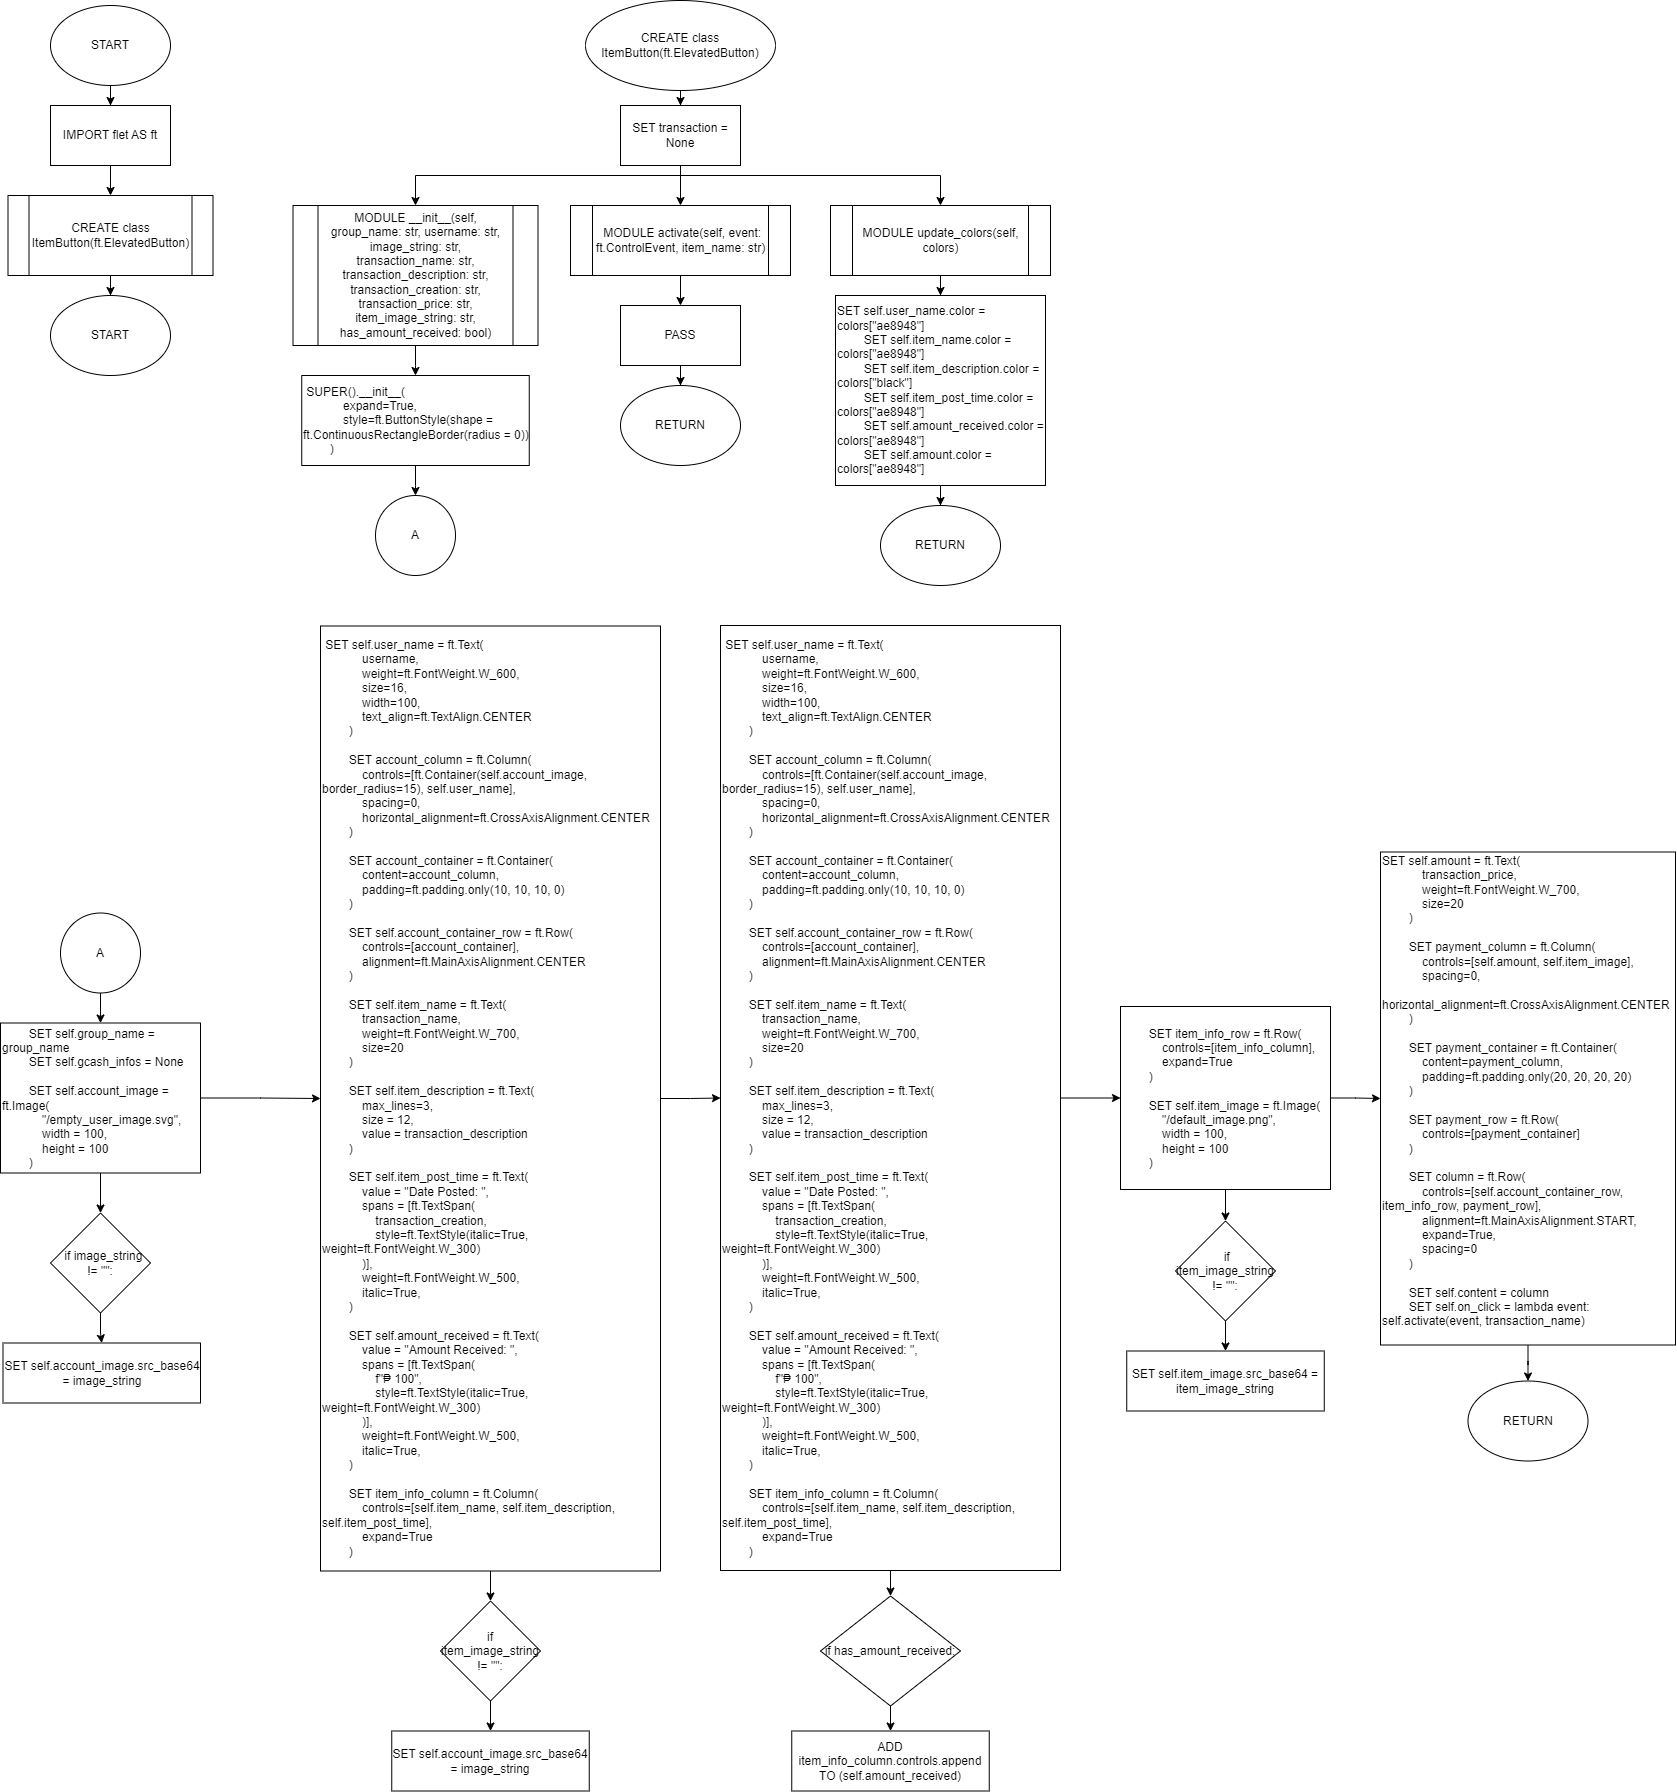 START
IMPORT flet AS ft
CREATE class
ItemButton(ft.ElevatedButton)
START
CREATE class
ItemButton(ft.ElevatedButton)
SET transaction =
None
MODULE __init__(self,
group_name: str, username: str,
image_string: str,
transaction_name: str,
transaction_description: str,
transaction_creation: str,
transaction_price: str,
item_image_string: str,
has_amount_received: bool)
SUPER().__init__(
expand=True,
style=ft.ButtonStyle(shape =
ft.ContinuousRectangleBorder(radius = 0))
)
A
MODULE activate(self, event:
ft.ControlEvent, item_name: str)
PASS
RETURN
MODULE update_colors(self,
colors)
SET self.user_name.color =
colors["ae8948"]
SET self.item_name.color =
colors["ae8948"]
SET self.item_description.color =
colors["black"]
SET self.item_post_time.color =
colors["ae8948"]
SET self.amount_received.color =
colors["ae8948"]
SET self.amount.color =
colors["ae8948"]
RETURN
A
SET self.group_name =
group_name
SET self.gcash_infos = None
SET self.account_image =
ft.Image(
"/empty_user_image.svg",
width = 100,
height = 100
)
if image_string
!= "":
SET self.account_image.src_base64
= image_string
SET self.user_name = ft.Text(
username,
weight=ft.FontWeight.W_600,
size=16,
width=100,
text_align=ft.TextAlign.CENTER
)
SET account_column = ft.Column(
controls=[ft.Container(self.account_image,
border_radius=15), self.user_name],
spacing=0,
horizontal_alignment=ft.CrossAxisAlignment.CENTER
)
SET account_container = ft.Container(
content=account_column,
padding=ft.padding.only(10, 10, 10, 0)
)
SET self.account_container_row = ft.Row(
controls=[account_container],
alignment=ft.MainAxisAlignment.CENTER
)
SET self.item_name = ft.Text(
transaction_name,
weight=ft.FontWeight.W_700,
size=20
)
SET self.item_description = ft.Text(
max_lines=3,
size = 12,
value = transaction_description
)
SET self.item_post_time = ft.Text(
value = "Date Posted: ",
spans = [ft.TextSpan(
transaction_creation,
style=ft.TextStyle(italic=True,
weight=ft.FontWeight.W_300)
)],
weight=ft.FontWeight.W_500,
italic=True,
)
SET self.amount_received = ft.Text(
value = "Amount Received: ",
spans = [ft.TextSpan(
f"₱ 100",
style=ft.TextStyle(italic=True,
weight=ft.FontWeight.W_300)
)],
weight=ft.FontWeight.W_500,
italic=True,
)
SET item_info_column = ft.Column(
controls=[self.item_name, self.item_description,
self.item_post_time],
expand=True
)
if
item_image_string
!= "":
SET self.account_image.src_base64
= image_string
SET self.user_name = ft.Text(
username,
weight=ft.FontWeight.W_600,
size=16,
width=100,
text_align=ft.TextAlign.CENTER
)
SET account_column = ft.Column(
controls=[ft.Container(self.account_image,
border_radius=15), self.user_name],
spacing=0,
horizontal_alignment=ft.CrossAxisAlignment.CENTER
)
SET account_container = ft.Container(
content=account_column,
padding=ft.padding.only(10, 10, 10, 0)
)
SET self.account_container_row = ft.Row(
controls=[account_container],
alignment=ft.MainAxisAlignment.CENTER
)
SET self.item_name = ft.Text(
transaction_name,
weight=ft.FontWeight.W_700,
size=20
)
SET self.item_description = ft.Text(
max_lines=3,
size = 12,
value = transaction_description
)
SET self.item_post_time = ft.Text(
value = "Date Posted: ",
spans = [ft.TextSpan(
transaction_creation,
style=ft.TextStyle(italic=True,
weight=ft.FontWeight.W_300)
)],
weight=ft.FontWeight.W_500,
italic=True,
)
SET self.amount_received = ft.Text(
value = "Amount Received: ",
spans = [ft.TextSpan(
f"₱ 100",
style=ft.TextStyle(italic=True,
weight=ft.FontWeight.W_300)
)],
weight=ft.FontWeight.W_500,
italic=True,
)
SET item_info_column = ft.Column(
controls=[self.item_name, self.item_description,
self.item_post_time],
expand=True
)
if has_amount_received:
ADD
item_info_column.controls.append
TO (self.amount_received)
SET item_info_row = ft.Row(
controls=[item_info_column],
expand=True
)
SET self.item_image = ft.Image(
"/default_image.png",
width = 100,
height = 100
)
if
item_image_string
!= "":
SET self.item_image.src_base64 =
item_image_string
SET self.amount = ft.Text(
transaction_price,
weight=ft.FontWeight.W_700,
size=20
)
SET payment_column = ft.Column(
controls=[self.amount, self.item_image],
spacing=0,
horizontal_alignment=ft.CrossAxisAlignment.CENTER
)
SET payment_container = ft.Container(
content=payment_column,
padding=ft.padding.only(20, 20, 20, 20)
)
SET payment_row = ft.Row(
controls=[payment_container]
)
SET column = ft.Row(
controls=[self.account_container_row,
item_info_row, payment_row],
alignment=ft.MainAxisAlignment.START,
expand=True,
spacing=0
)
SET self.content = column
SET self.on_click = lambda event:
self.activate(event, transaction_name)
RETURN